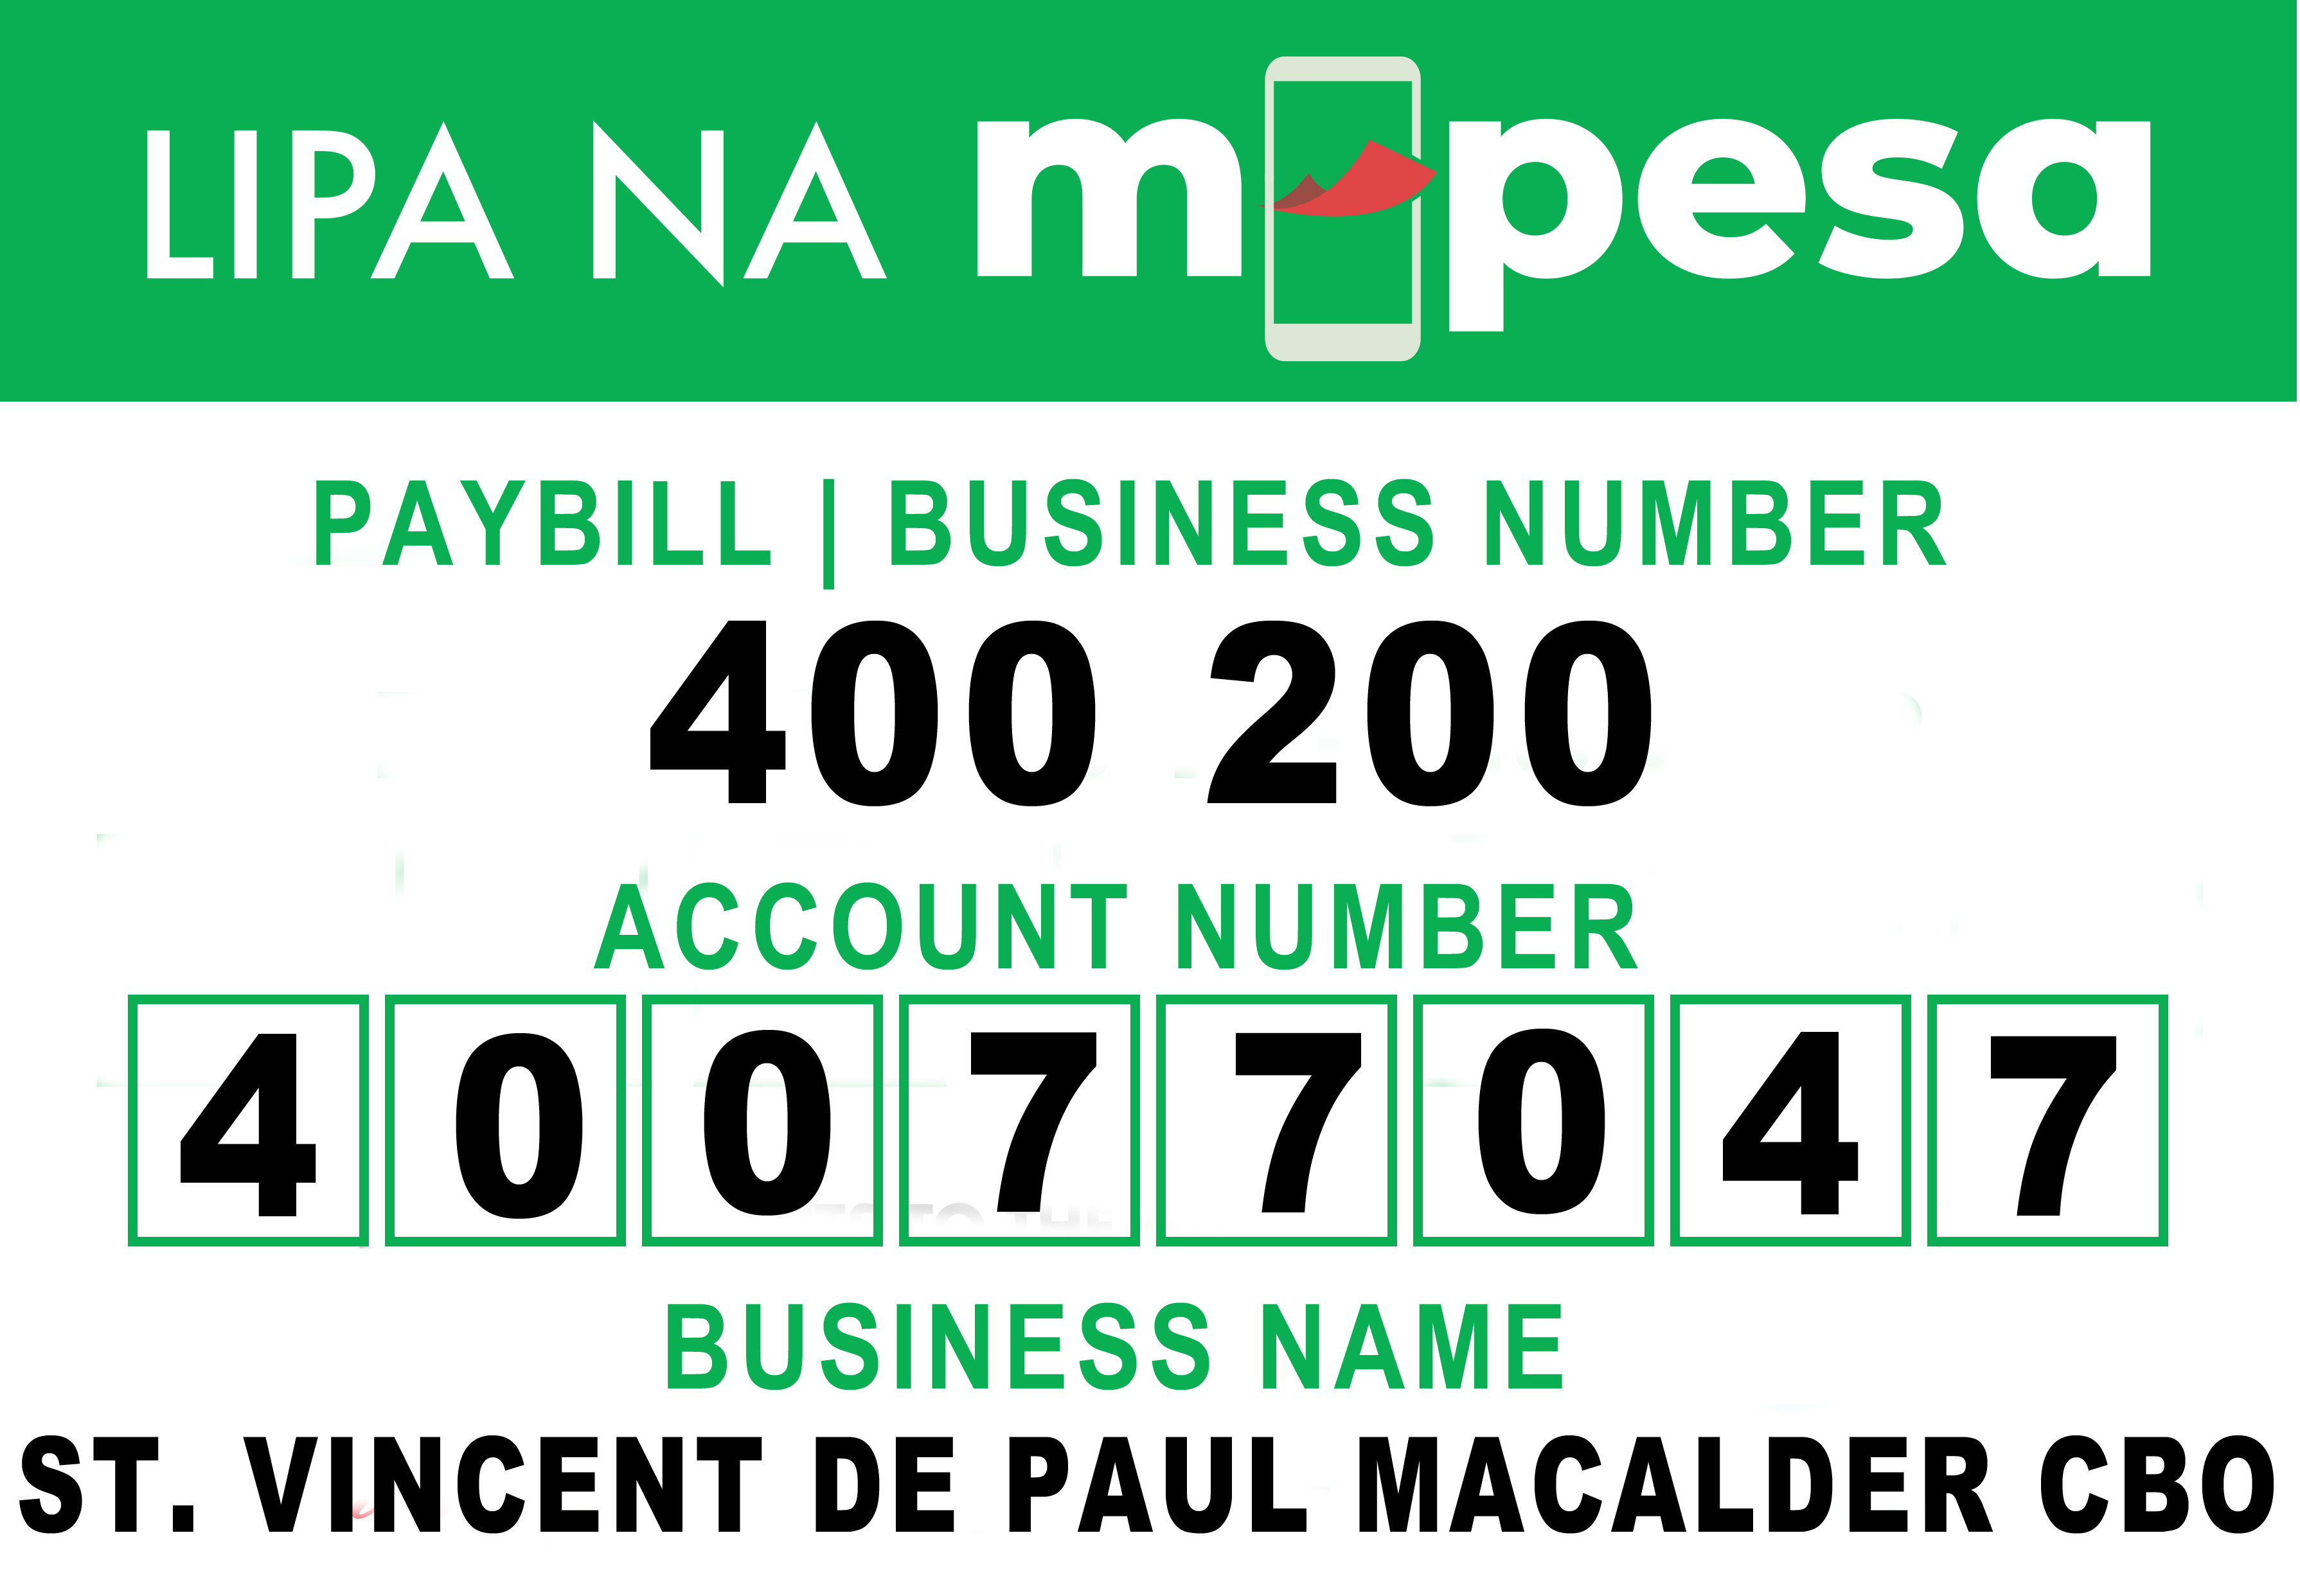 LIPA NA m-pesa
PAYBILL | BUSINESS NUMBER
400 200
ACCOUNT NUMBER
4 0 0 7 7 0 4 7
BUSINESS NAME
ST. VINCENT DE PAUL MACALDER CBO